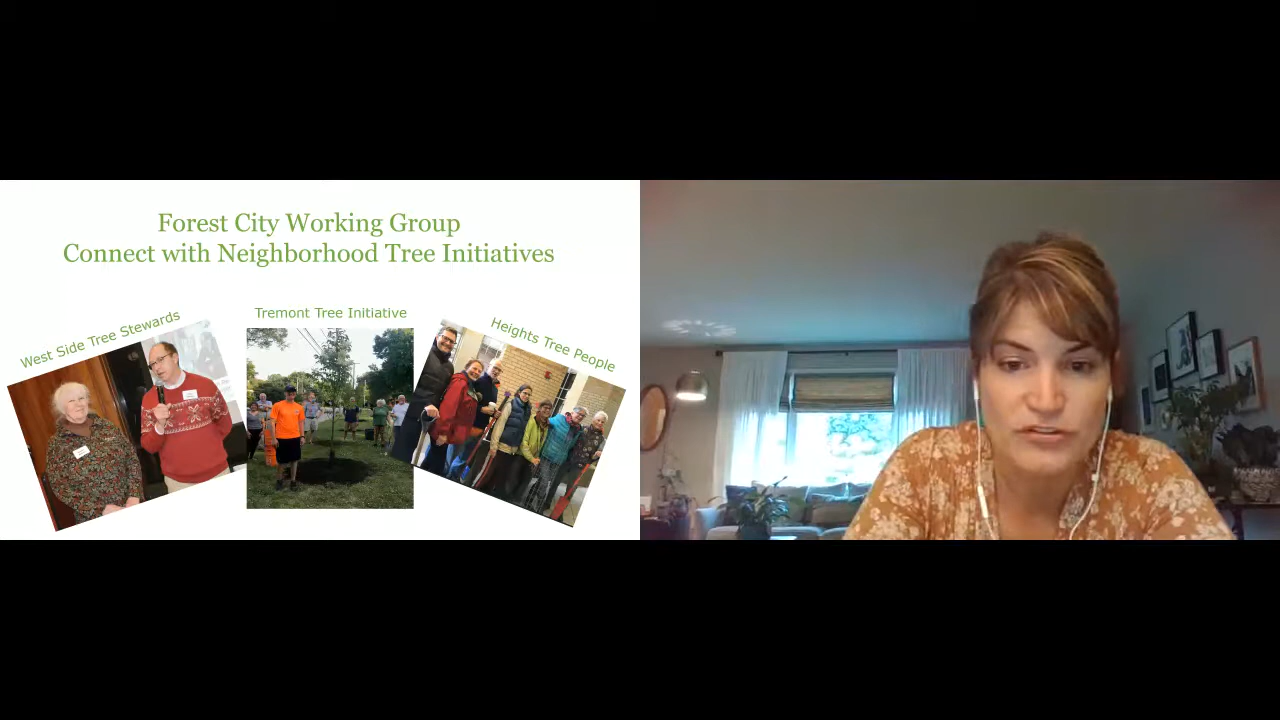 Forest City Working Group
Connect with Neighborhood Tree Initiatives
West Side Tree Stewards
Tremont Tree Initiative
Heights Tree People